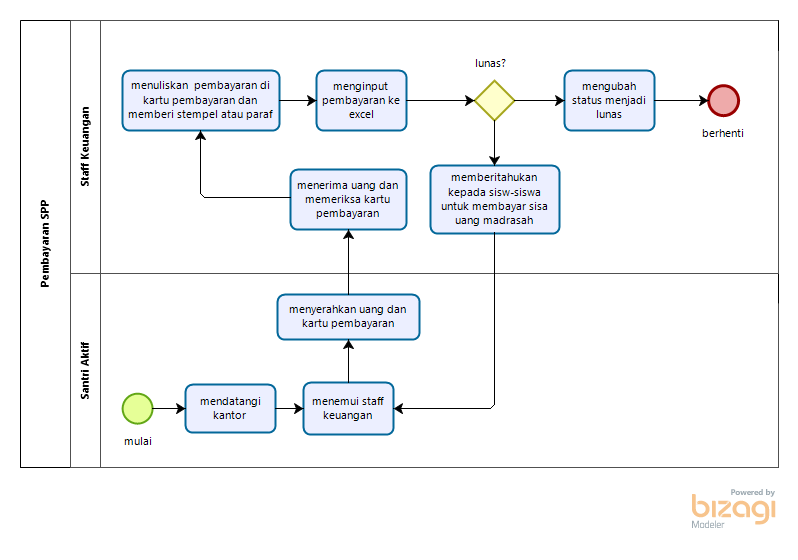 Pembayaran SPP
Staff Keuangan
menuliskan pembayaran di
kartu pembayaran dan
memberi stempel atau paraf
menginput
pembayaran ke
excel
lunas?
mengubah
status menjadi
lunas
berhenti
menerima uang dan
memeriksa kartu
pembayaran
memberitahukan
kepada sisw-siswa
untuk membayar sisa
uang madrasah
Santri Aktif
menyerahkan uang dan
kartu pembayaran
mulai
mendatangi
kantor
menemui staff
keuangan
Powered by
bizagi
Modeler